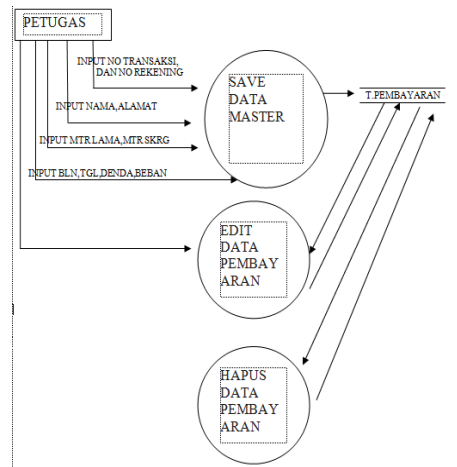 PETUGAS
INPUT NO TRANSAKSI,
DAN NO REKENING
SAVE
DATA
MASTER
T.PEMBAYARAN
INPUT NAMA,ALAMAT
INPUT MTR LAMA,MTR SKRG
INPUT BLN,TGL,DENDA,BEBAN
EDIT
DATA
PEMBAY
ARAN
HAPUS
DATA
PEMBAY
ARAN